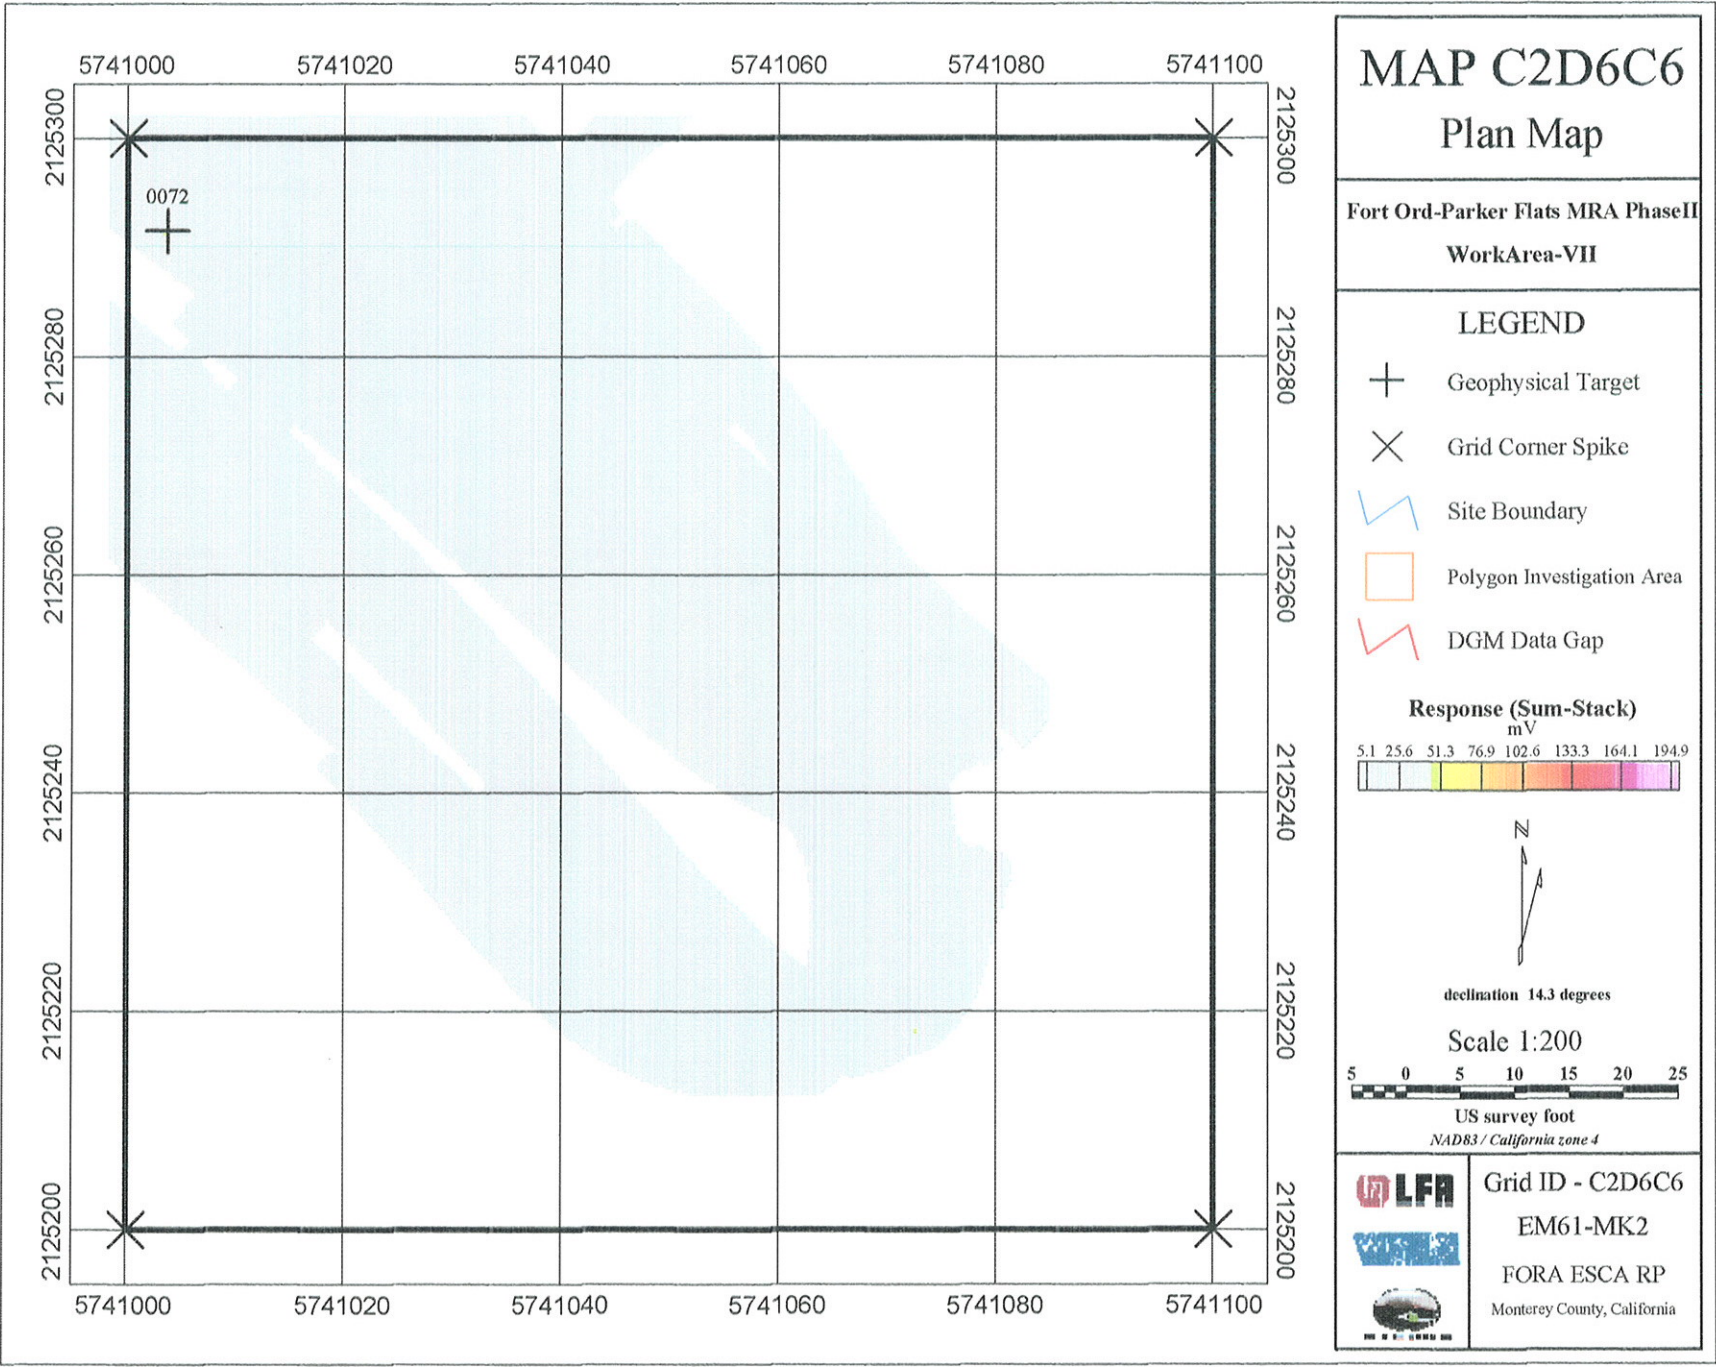 5741000 5741020 5741040 5741060 5741080 5741100
2125300
2125280
2125260
2125240
2125220
2125200
0072
2125300
2125280
2125260
2125240
2125220
2125200
5741000 5741020 5741040 5741060 5741080 5741100
MAP C2D6C6
Plan Map
Fort Ord-Parker Flats MRA PhaseII
WorkArea-VII
LEGEND
Geophysical Target
Grid Corner Spike
Site Boundary
Polygon Investigation Area
DGM Data Gap
Response (Sum-Stack)
mV
5.1 25.6 51.3 76.9 102.6 133.3 164.1 194.9
N
declination 14.3 degrees
Scale 1:200
5 0 5 10 15 20 25
US survey foot
NAD83 / California zone 4
LFR
Grid ID - C2D6C6
EM61-MK2
FORA ESCA RP
Monterey County, California